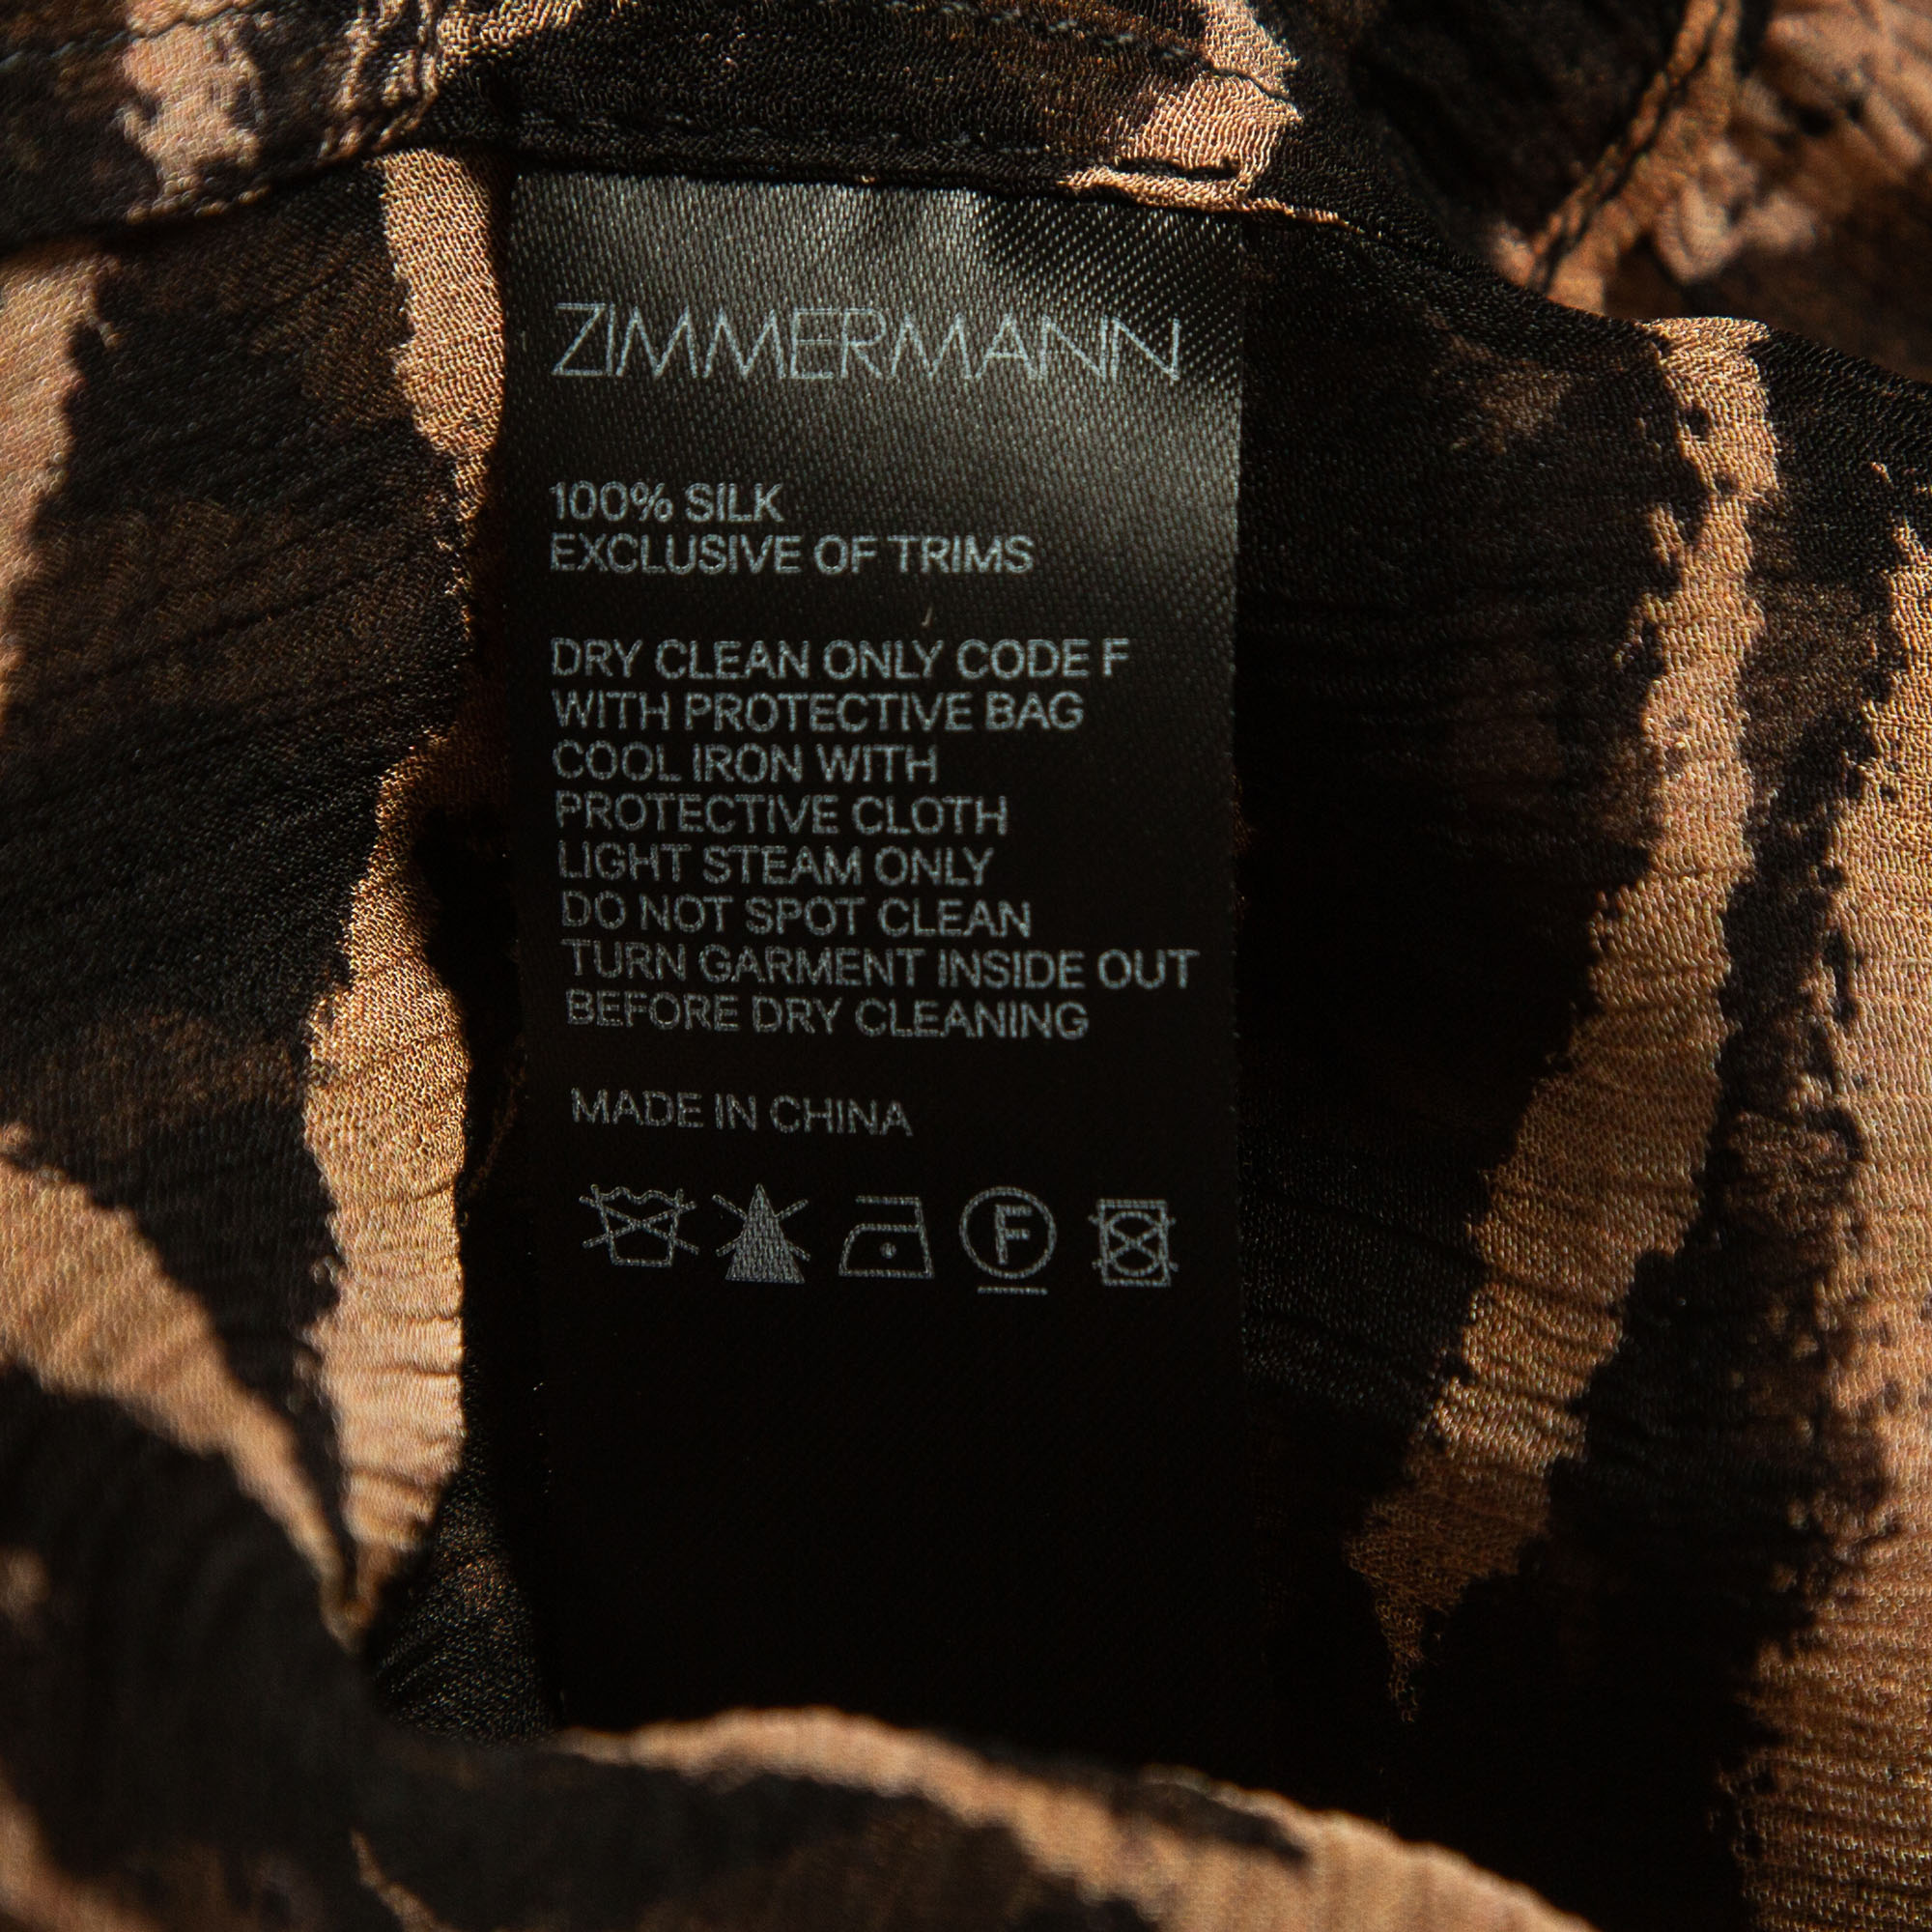 ZIMMERMANN
100% SILK
EXCLUSIVE OF TRIMS
DRY CLEAN ONLY CODE F
WITH PROTECTIVE BAG
COOL IRON WITH
PROTECTIVE CLOTH
LIGHT STEAM ONLY
DO NOT SPOT CLEAN
TURN GARMENT INSIDE OUT
BEFORE DRY CLEANING
MADE IN CHINA
F